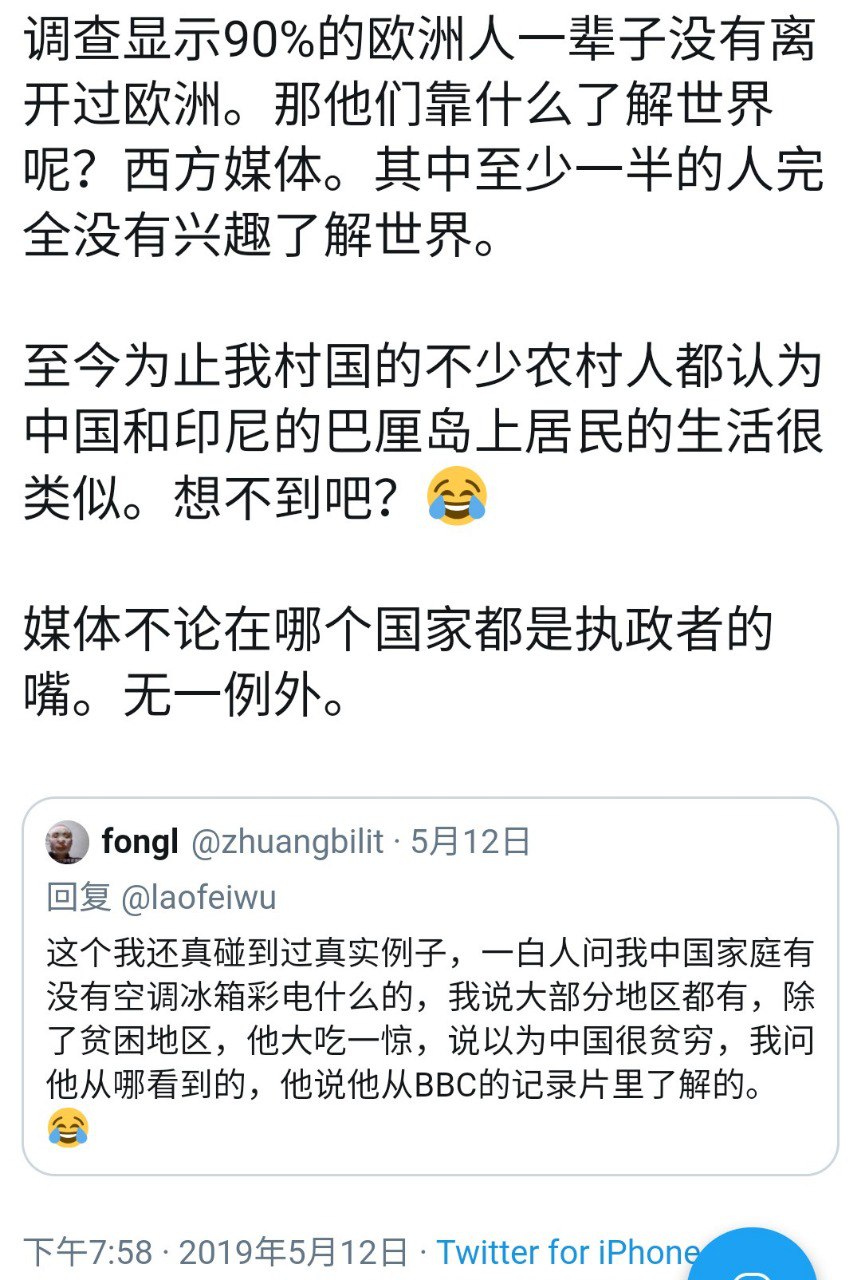 调查显示90%的欧洲人一辈子没有离
开过欧洲。那他们靠什么了解世界
呢？西方媒体。其中至少一半的人完
全没有兴趣了解世界。
至今为止我村国的不少农村人都认为
中国和印尼的巴厘岛上居民的生活很
类似。想不到吧？😂
媒体不论在哪个国家都是执政者的
嘴。无一例外。
fongl @zhuangbilit · 5月12日
回复 @laofeiwu
这个我还真碰到过真实例子，一白人问我中国家庭有
没有空调冰箱彩电什么的，我说大部分地区都有，除
了贫困地区，他大吃一惊，说以为中国很贫穷，我问
他从哪看到的，他说他从BBC的记录片里了解的。
😂
下午7:58 · 2019年5月12日 · Twitter for iPhone